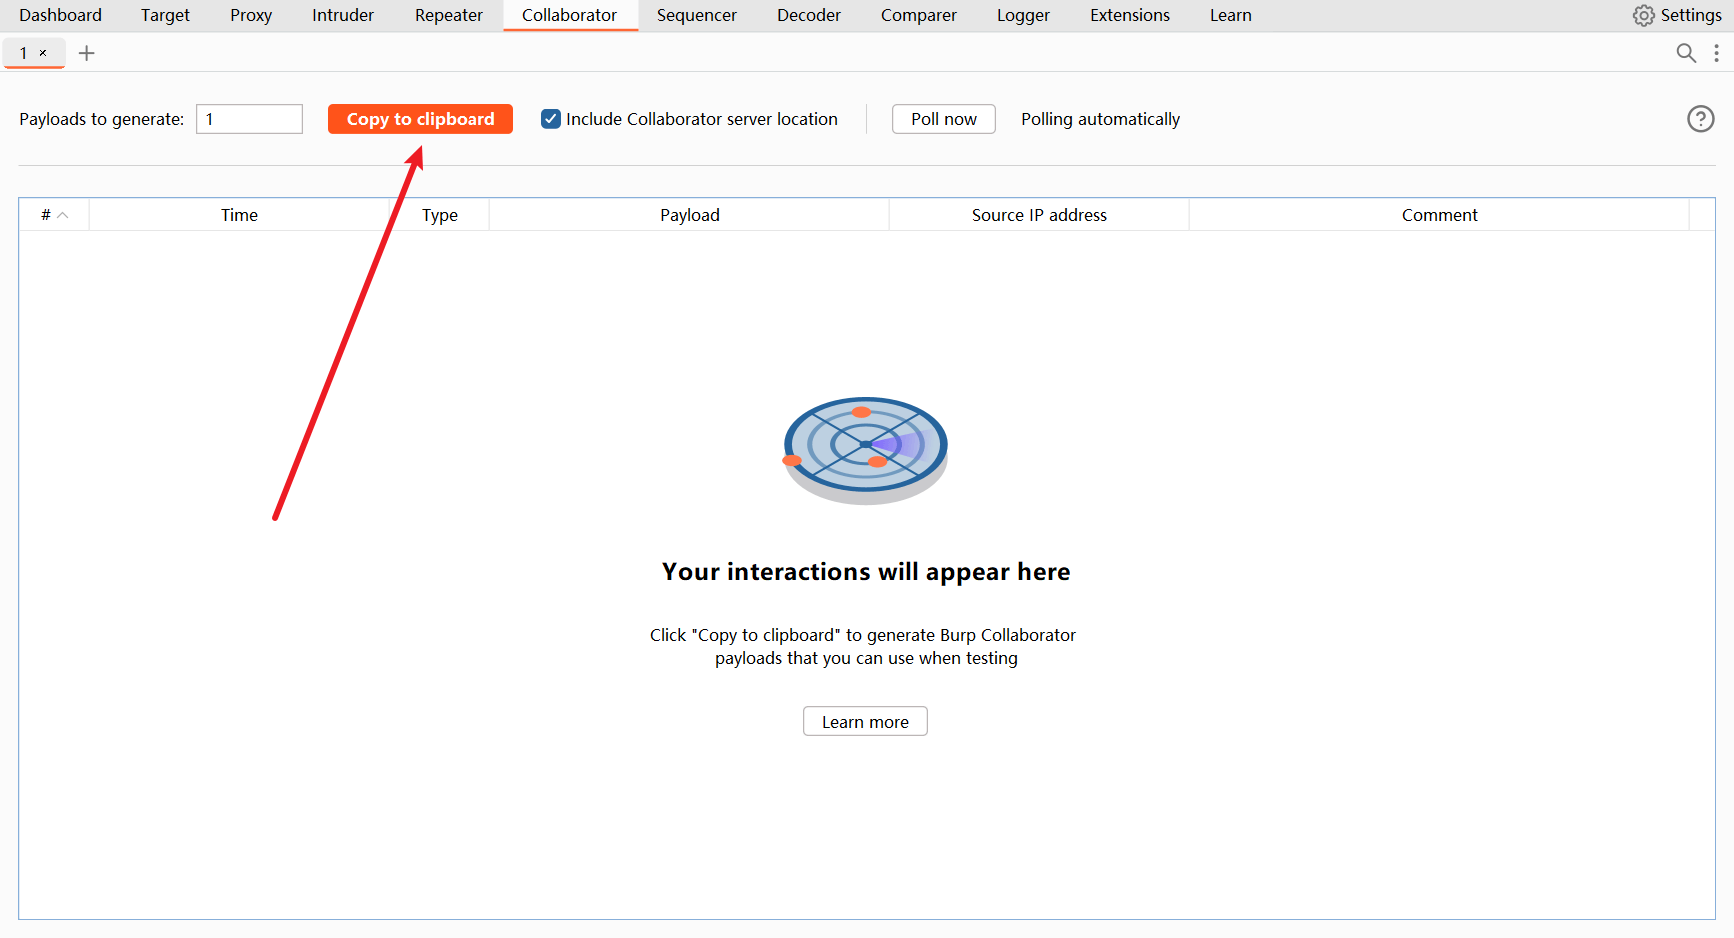 Dashboard Target Proxy Intruder Repeater Collaborator Sequencer Decoder Comparer Logger Extensions Learn Settings
1 × +
Payloads to generate: 1 Copy to clipboard Include Collaborator server location Poll now Polling automatically ?
# Time Type Payload Source IP address Comment
Your interactions will appear here
Click "Copy to clipboard" to generate Burp Collaborator
payloads that you can use when testing
Learn more